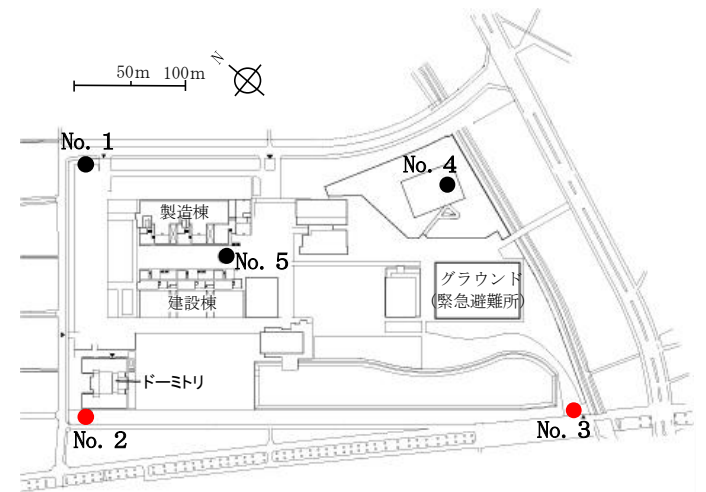 N
50m 100m
No. 1
No. 4
製造棟
No. 5
グラウンド
(緊急避難所)
建設棟
ドーミトリ
No. 2
No. 3